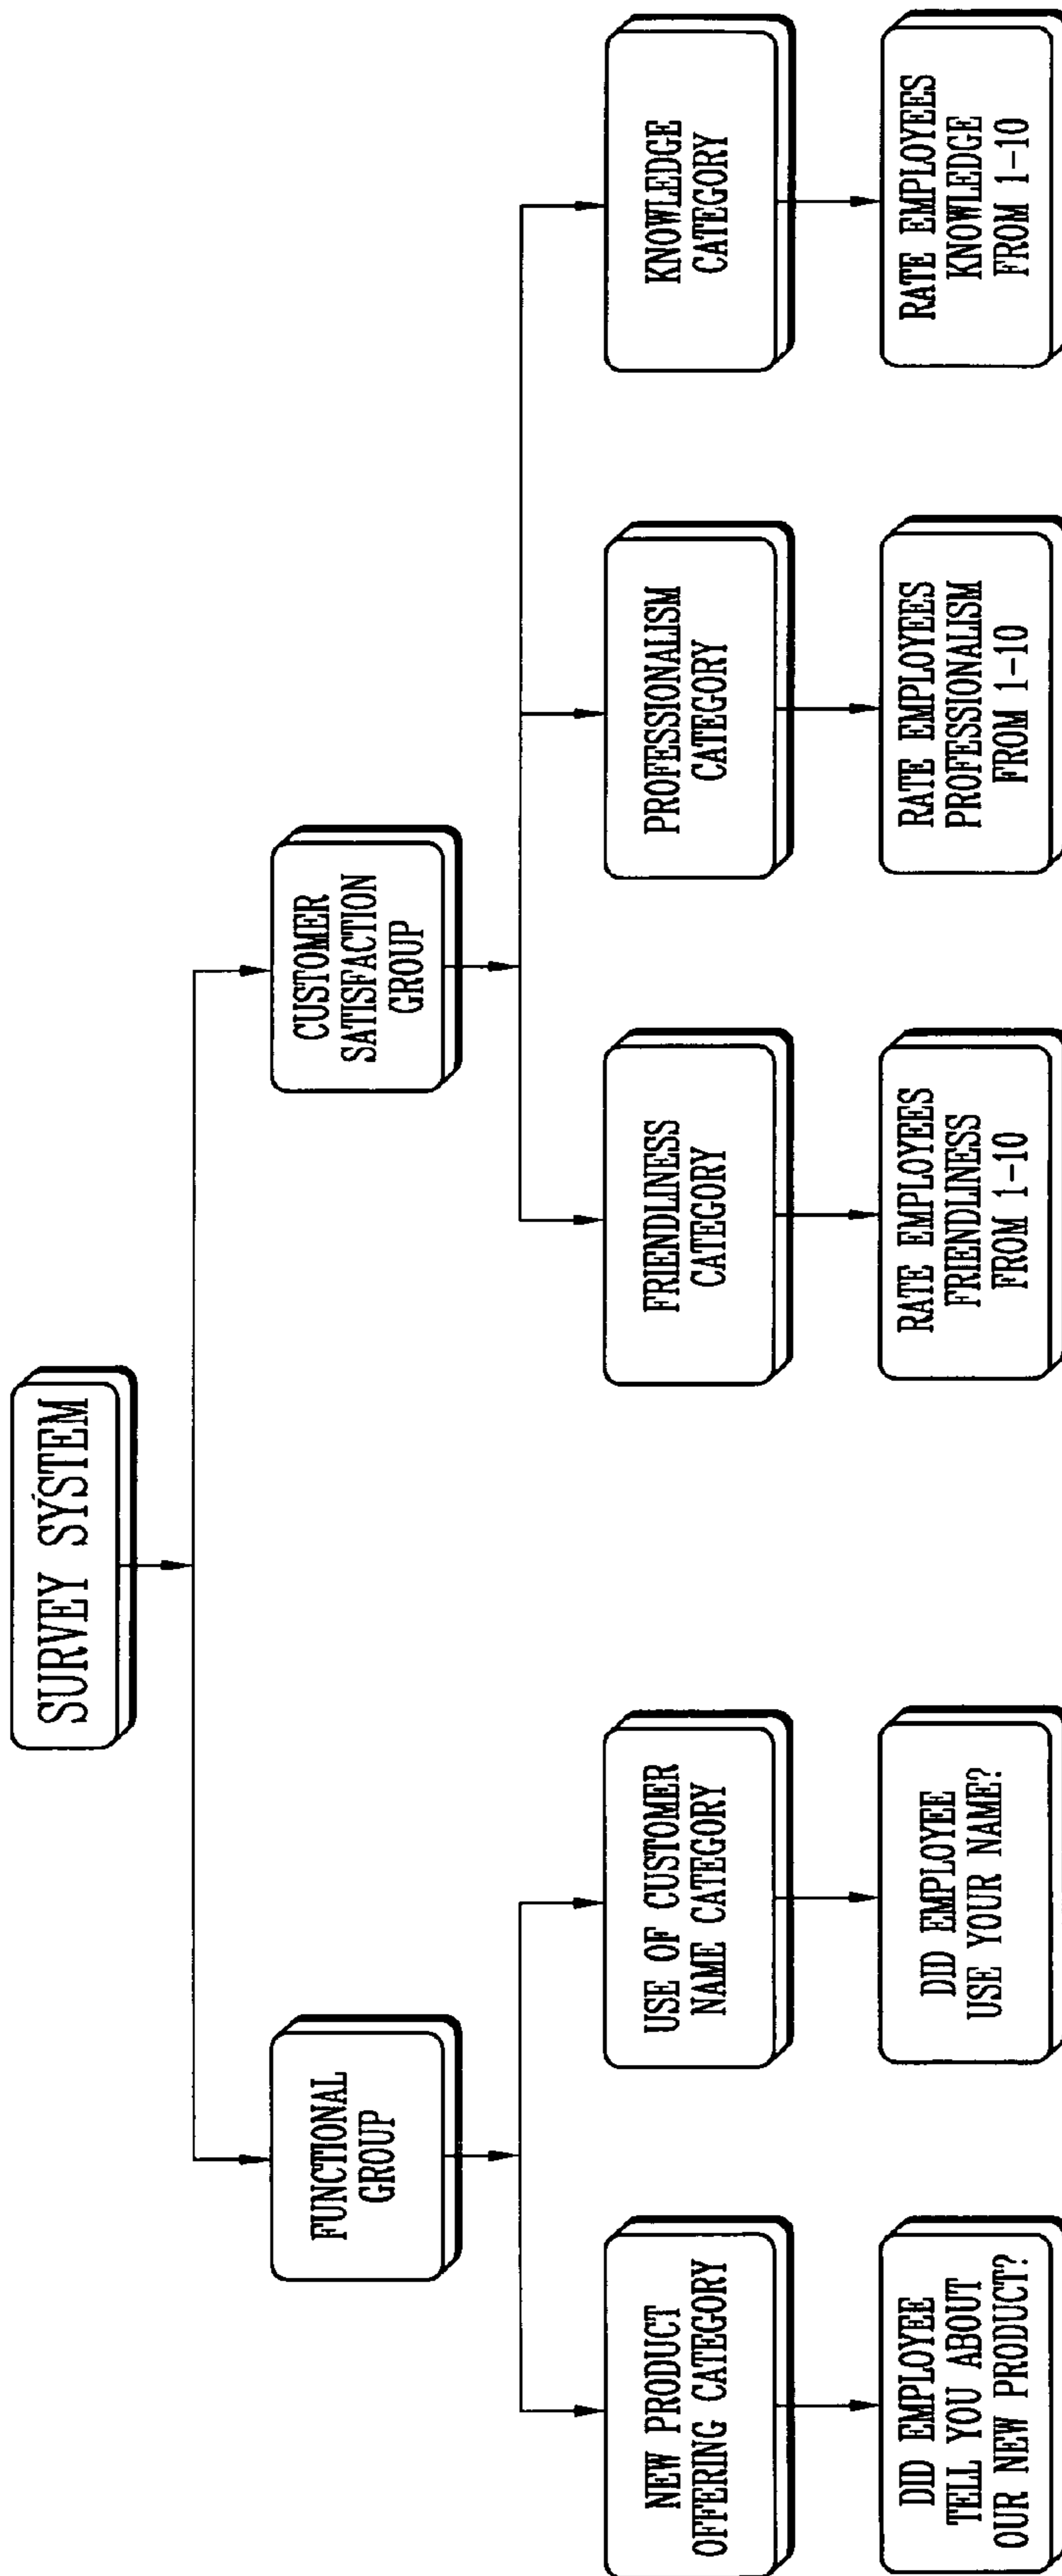 SURVEY SYSTEM
FUNCTIONAL
GROUP
CUSTOMER
SATISFACTION
GROUP
NEW PRODUCT
OFFERING CATEGORY
USE OF CUSTOMER
NAME CATEGORY
FRIENDLINESS
CATEGORY
PROFESSIONALISM
CATEGORY
KNOWLEDGE
CATEGORY
DID EMPLOYEE
TELL YOU ABOUT
OUR NEW PRODUCT?
DID EMPLOYEE
USE YOUR NAME?
RATE EMPLOYEES
FRIENDLINESS
FROM 1-10
RATE EMPLOYEES
PROFESSIONALISM
FROM 1-10
RATE EMPLOYEES
KNOWLEDGE
FROM 1-10